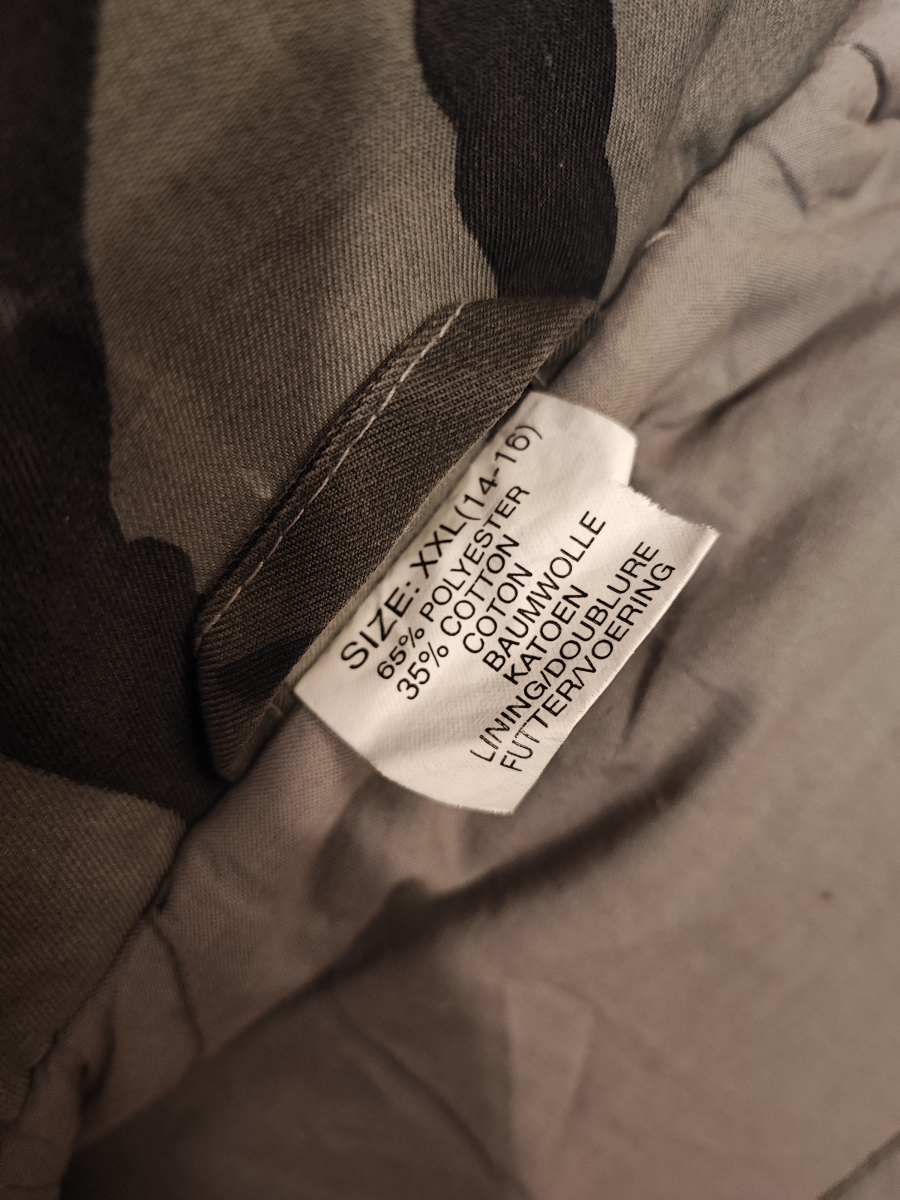 SIZE: XXL(14-16)
65% POLYESTER
35% COTTON
COTON
BAUMWOLLE
KATOEN
LINING/DOUBLURE
FUTTER/VOERING